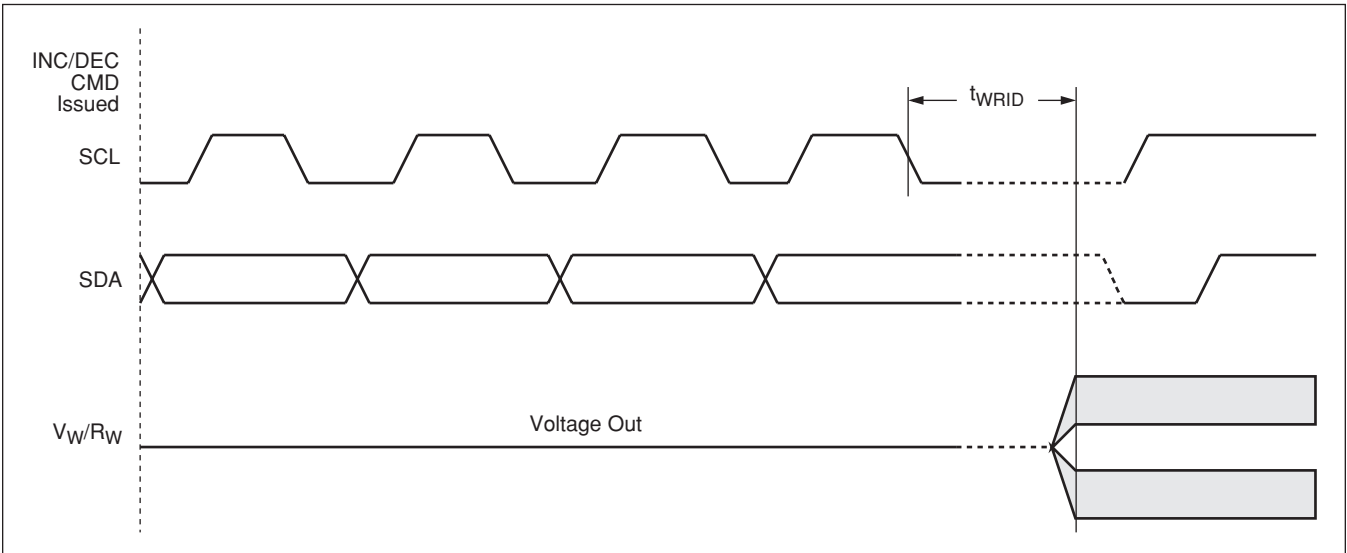 INC/DEC
CMD
Issued
tWRID
SCL
SDA
Voltage Out
VW/RW